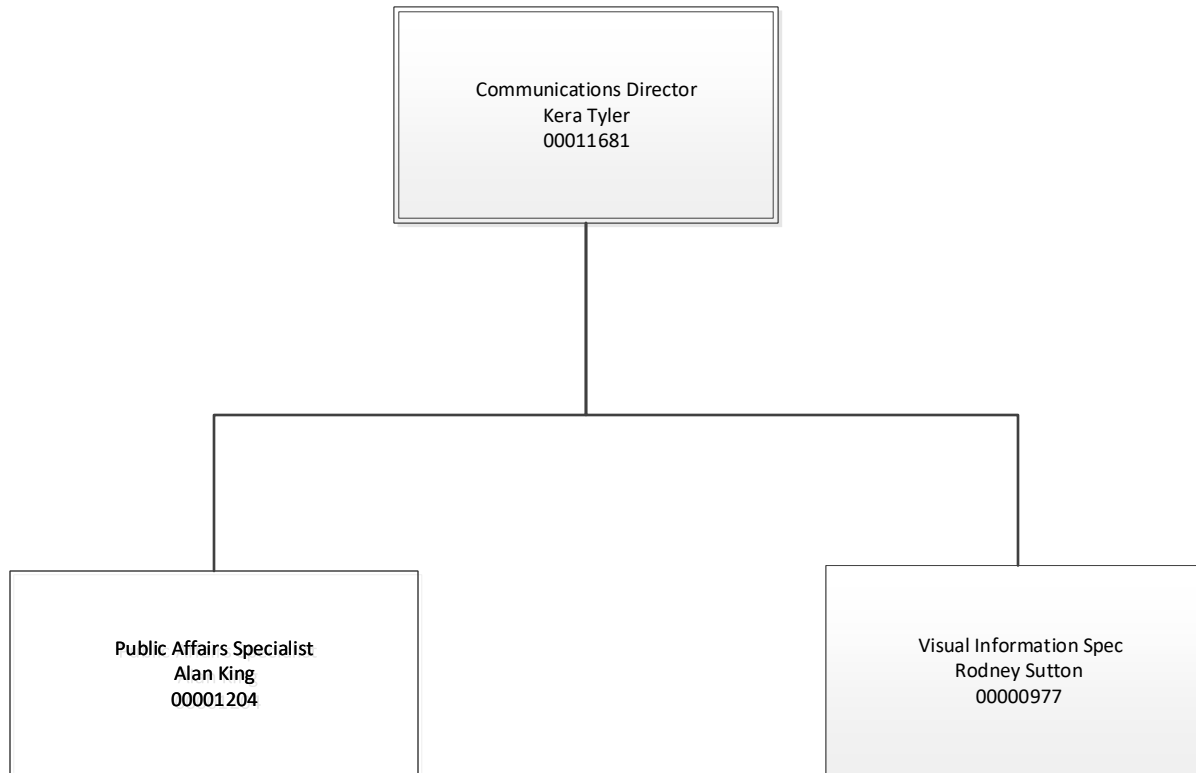 Communications Director
Kera Tyler
00011681
Public Affairs Specialist
Alan King
00001204
Visual Information Spec
Rodney Sutton
00000977